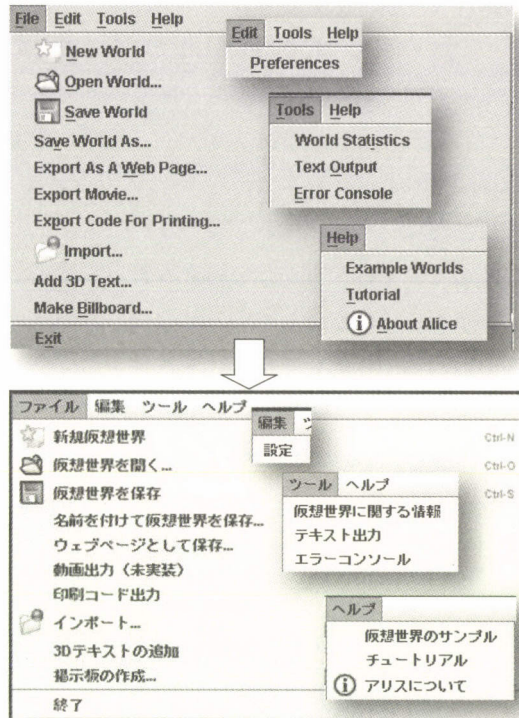 File Edit Tools Help
New World
Open World...
Save World
Save World As...
Export As A Web Page...
Export Movie...
Export Code For Printing...
Import...
Add 3D Text...
Make Billboard...
Exit
Edit Tools Help
Preferences
Tools Help
World Statistics
Text Output
Error Console
Help
Example Worlds
Tutorial
About Alice
ファイル 編集 ツール ヘルプ
新規仮想世界 Ctrl-N
仮想世界を開く... Ctrl-O
仮想世界を保存 Ctrl-S
名前を付けて仮想世界を保存...
ウェブページとして保存...
動画出力（未実装）
印刷コード出力
インポート...
3Dテキストの追加
掲示板の作成...
終了
編集
設定
ツール ヘルプ
仮想世界に関する情報
テキスト出力
エラーコンソール
ヘルプ
仮想世界のサンプル
チュートリアル
アリスについて